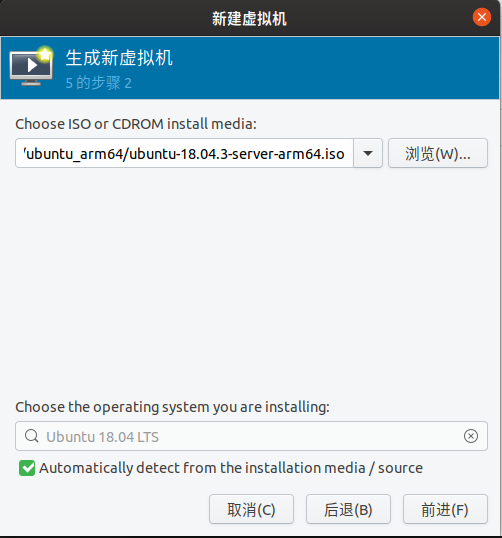 新建虚拟机
生成新虚拟机
5 的步骤 2
Choose ISO or CDROM install media:
/ubuntu_arm64/ubuntu-18.04.3-server-arm64.iso
浏览(W)...
Choose the operating system you are installing:
Ubuntu 18.04 LTS
Automatically detect from the installation media / source
取消(C)
后退(B)
前进(F)